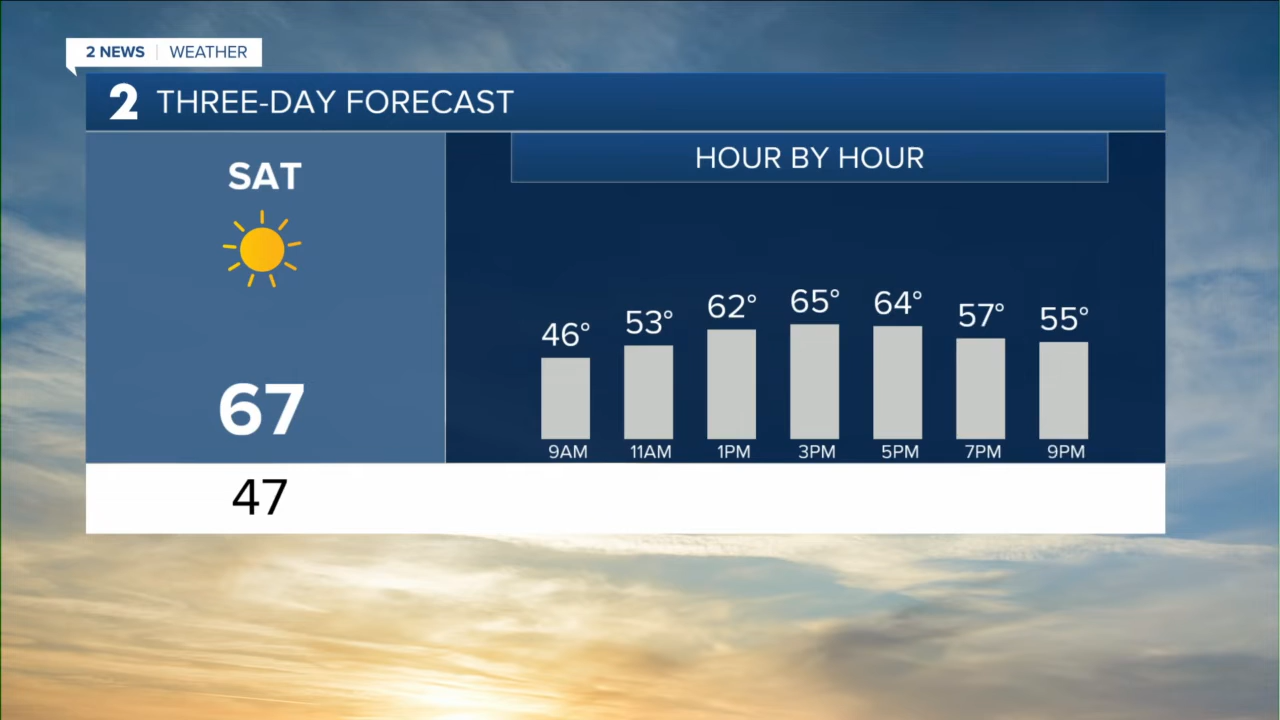 2 NEWS | WEATHER
2 THREE-DAY FORECAST
SAT
67
47
HOUR BY HOUR
46° 53° 62° 65° 64° 57° 55°
9AM 11AM 1PM 3PM 5PM 7PM 9PM